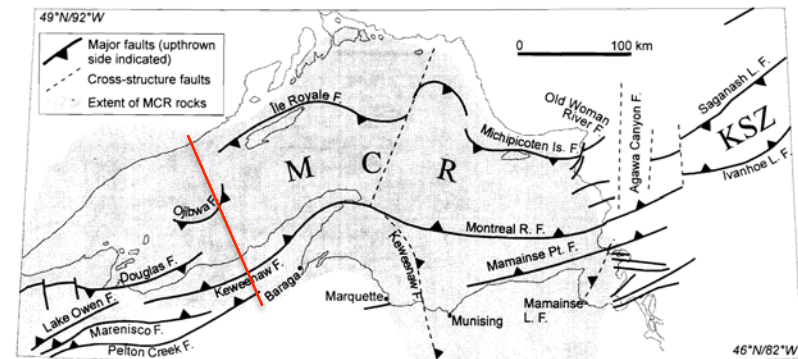 49°N/92°W
Major faults (upthrown
side indicated)
Cross-structure faults
Extent of MCR rocks
0 100 km
Île Royale F.
Old Woman
River F.
Agawa Canyon F.
Saganash L. F.
KSZ
Ivanhoe L. F.
Michipicoten Is. F.
M C R
Ojibwa F.
Montreal R. F.
Douglas F.
Keweenaw F.
Keweenaw F.
Mamainse Pt. F.
Lake Owen F.
Baraga
Marquette
Mamainse
L. F.
Marenisco F.
Munising
Pelton Creek F.
46°N/82°W